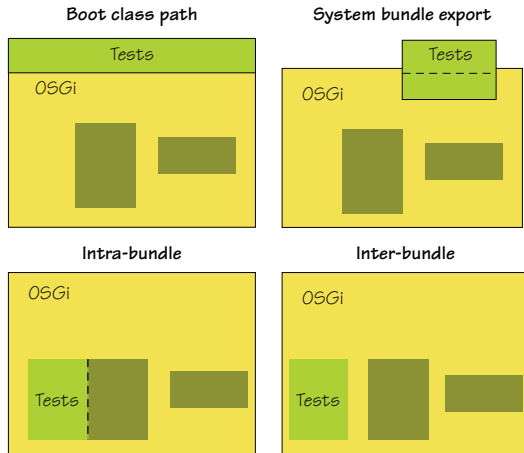 Boot class path
Tests
OSGi
System bundle export
Tests
OSGi
Intra-bundle
OSGi
Tests
Inter-bundle
OSGi
Tests